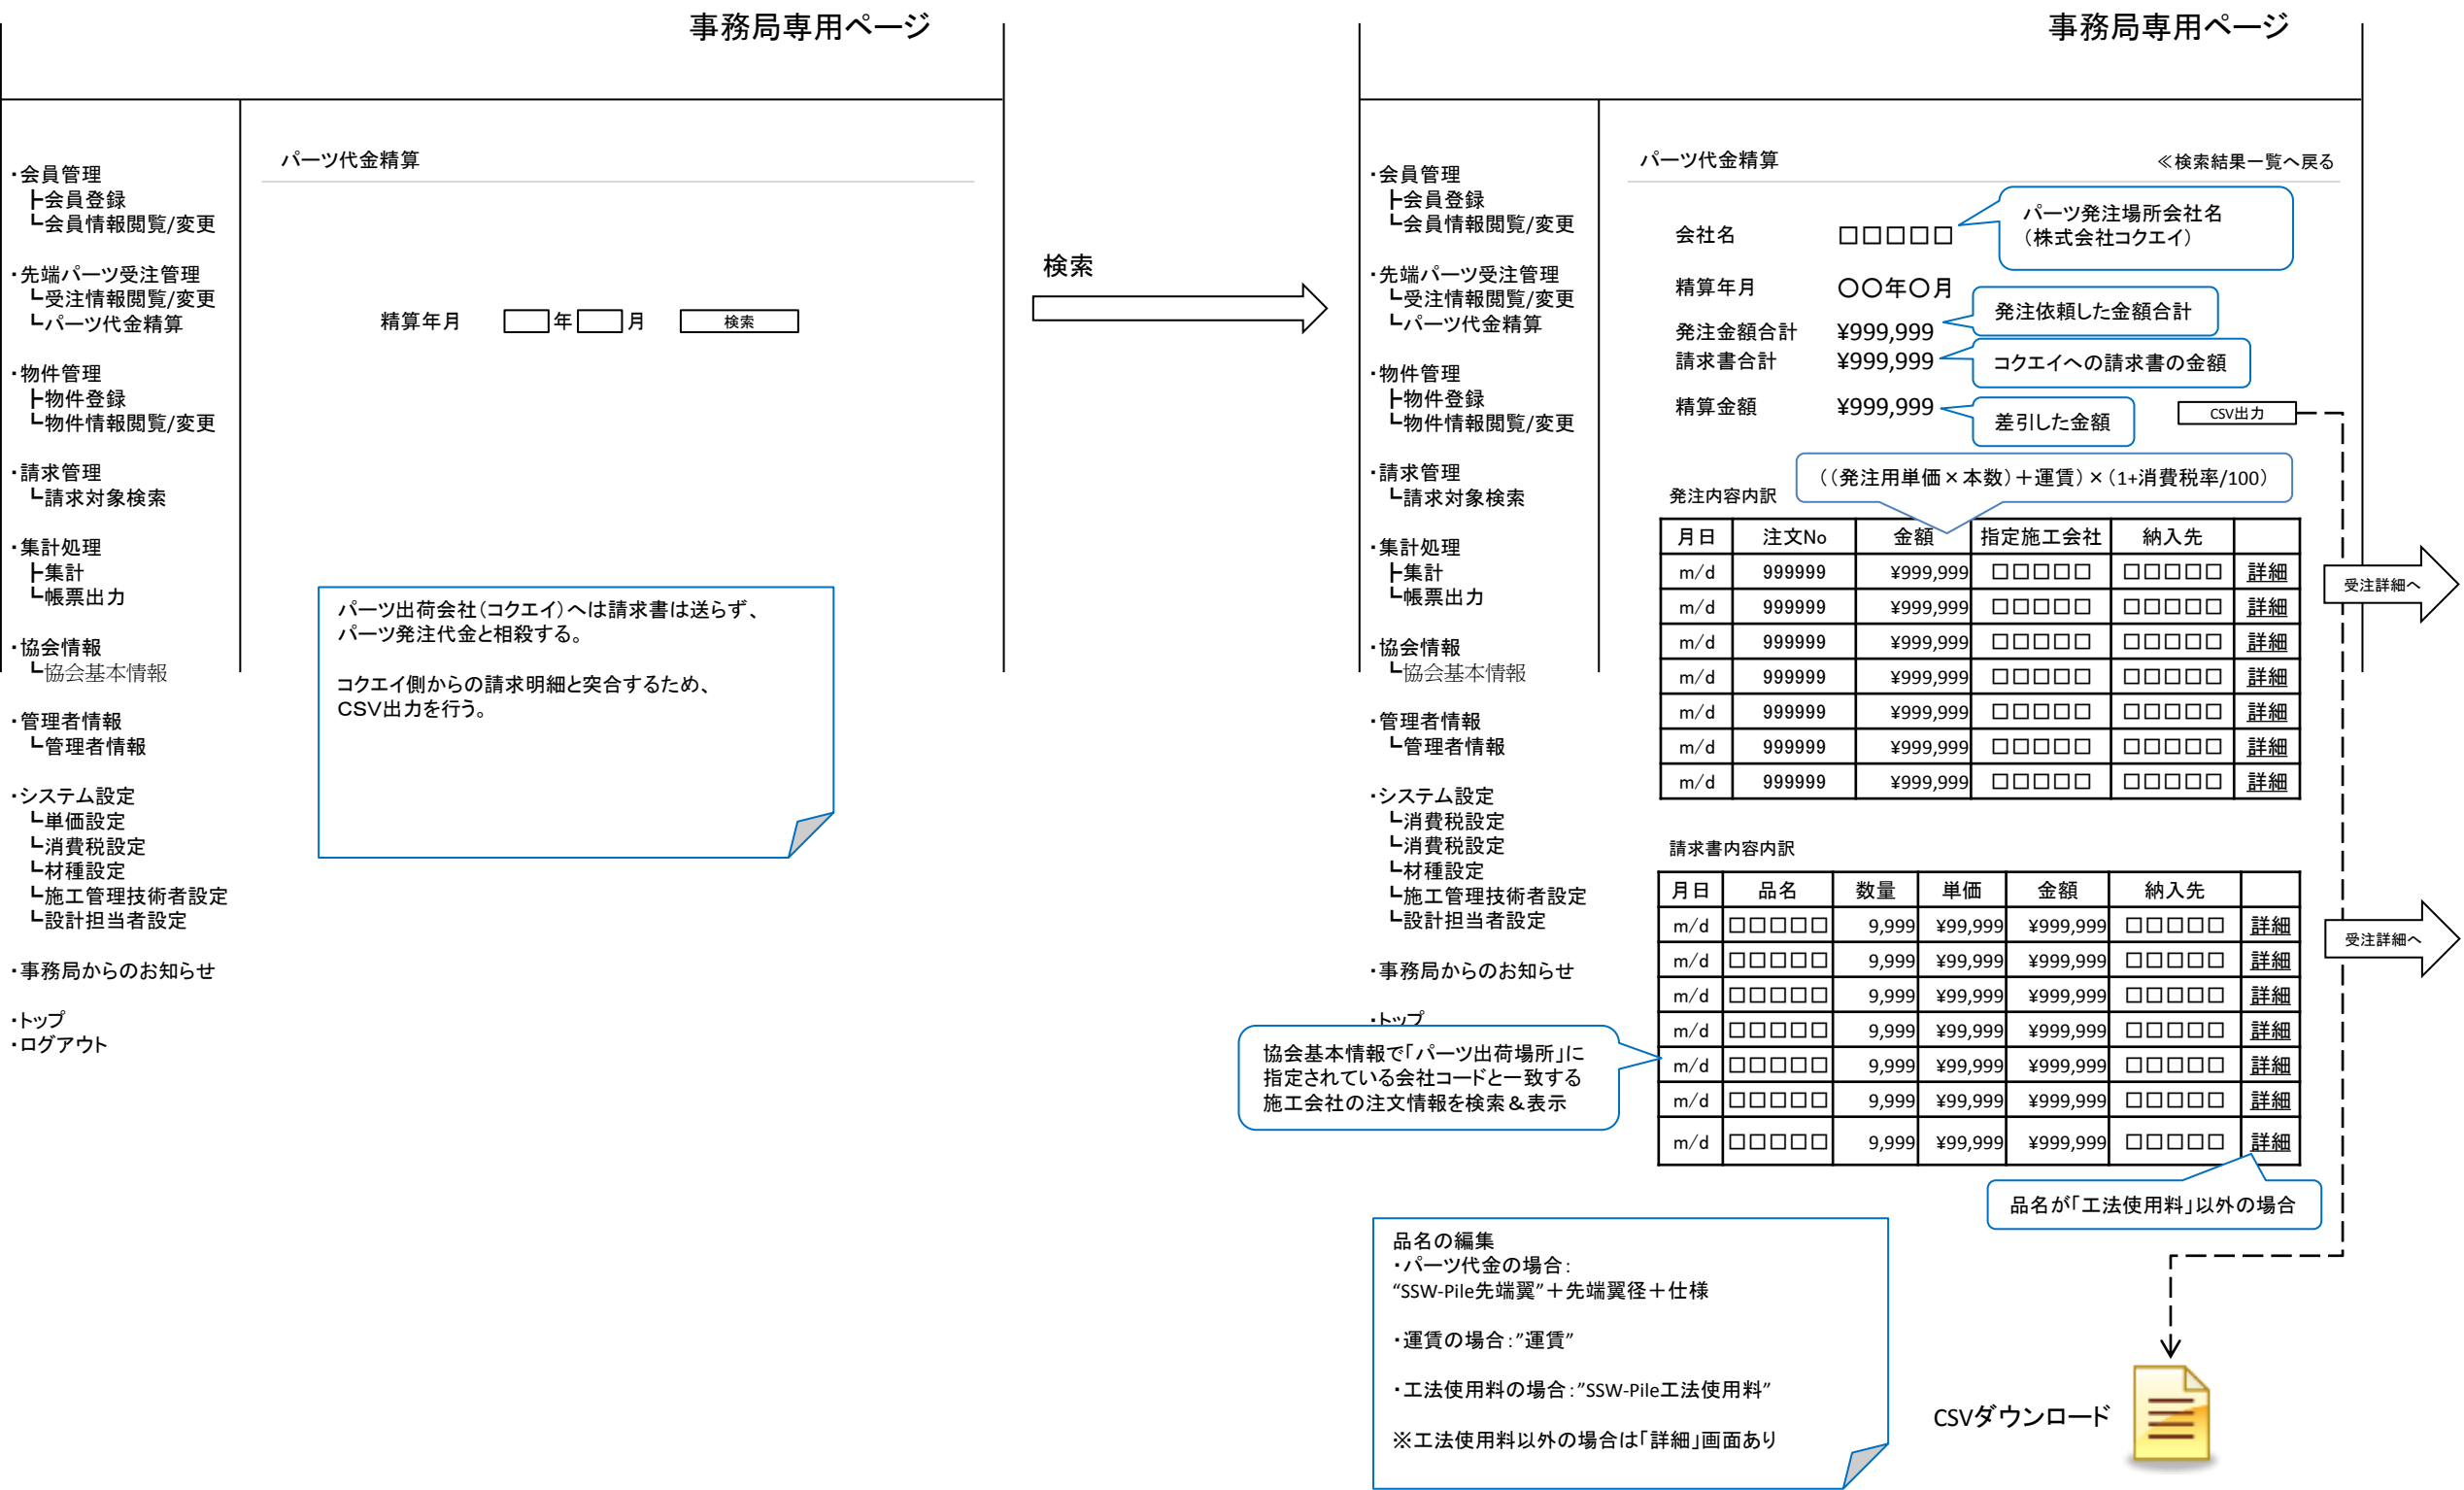 事務局専用ページ
・会員管理
┣会員登録
┗会員情報閲覧/変更
・先端パーツ受注管理
┗受注情報閲覧/変更
┗パーツ代金精算
・物件管理
┣物件登録
┗物件情報閲覧/変更
・請求管理
┗請求対象検索
・集計処理
┣集計
┗帳票出力
・協会情報
┗協会基本情報
・管理者情報
┗管理者情報
・システム設定
┗単価設定
┗消費税設定
┗材種設定
┗施工管理技術者設定
┗設計担当者設定
・事務局からのお知らせ
・トップ
・ログアウト
パーツ代金精算
精算年月 年 月 検索
パーツ出荷会社(コクエイ)へは請求書は送らず、
パーツ発注代金と相殺する。
コクエイ側からの請求明細と突合するため、
CSV出力を行う。
検索
事務局専用ページ
・会員管理
┣会員登録
┗会員情報閲覧/変更
・先端パーツ受注管理
┗受注情報閲覧/変更
┗パーツ代金精算
・物件管理
┣物件登録
┗物件情報閲覧/変更
・請求管理
┗請求対象検索
・集計処理
┣集計
┗帳票出力
・協会情報
┗協会基本情報
・管理者情報
┗管理者情報
・システム設定
┗消費税設定
┗消費税設定
┗材種設定
┗施工管理技術者設定
┗設計担当者設定
・事務局からのお知らせ
・トップ
パーツ代金精算 ≪検索結果一覧へ戻る
会社名 □□□□□
パーツ発注場所会社名
(株式会社コクエイ)
精算年月 〇〇年〇月
発注依頼した金額合計
発注金額合計 ¥999,999
請求書合計 ¥999,999
コクエイへの請求書の金額
精算金額 ¥999,999
差引した金額
CSV出力
((発注用単価×本数)+運賃)×(1+消費税率/100)
発注内容内訳
月日 注文No 金額 指定施工会社 納入先
m/d 999999 ¥999,999 □□□□□ □□□□□ 詳細
m/d 999999 ¥999,999 □□□□□ □□□□□ 詳細
m/d 999999 ¥999,999 □□□□□ □□□□□ 詳細
m/d 999999 ¥999,999 □□□□□ □□□□□ 詳細
m/d 999999 ¥999,999 □□□□□ □□□□□ 詳細
m/d 999999 ¥999,999 □□□□□ □□□□□ 詳細
m/d 999999 ¥999,999 □□□□□ □□□□□ 詳細
受注詳細へ
請求書内容内訳
月日 品名 数量 単価 金額 納入先
m/d □□□□□ 9,999 ¥99,999 ¥999,999 □□□□□ 詳細
m/d □□□□□ 9,999 ¥99,999 ¥999,999 □□□□□ 詳細
m/d □□□□□ 9,999 ¥99,999 ¥999,999 □□□□□ 詳細
m/d □□□□□ 9,999 ¥99,999 ¥999,999 □□□□□ 詳細
m/d □□□□□ 9,999 ¥99,999 ¥999,999 □□□□□ 詳細
m/d □□□□□ 9,999 ¥99,999 ¥999,999 □□□□□ 詳細
m/d □□□□□ 9,999 ¥99,999 ¥999,999 □□□□□ 詳細
受注詳細へ
協会基本情報で「パーツ出荷場所」に
指定されている会社コードと一致する
施工会社の注文情報を検索&表示
品名が「工法使用料」以外の場合
品名の編集
・パーツ代金の場合:
“SSW-Pile先端翼”+先端翼径+仕様
・運賃の場合:”運賃”
・工法使用料の場合:”SSW-Pile工法使用料”
※工法使用料以外の場合は「詳細」画面あり
CSVダウンロード